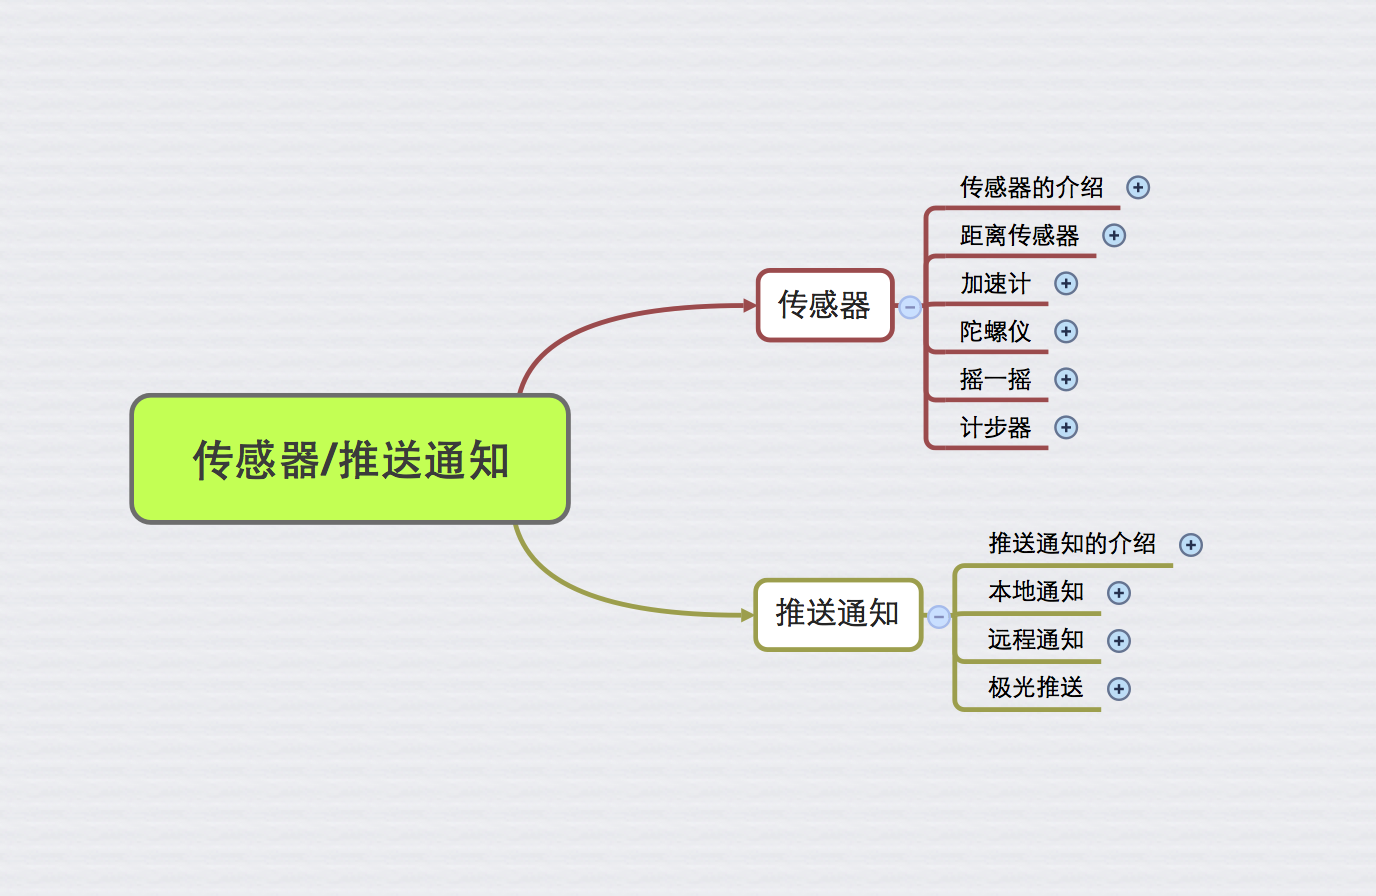 传感器/推送通知
传感器
传感器的介绍
距离传感器
加速计
陀螺仪
摇一摇
计步器
推送通知
推送通知的介绍
本地通知
远程通知
极光推送